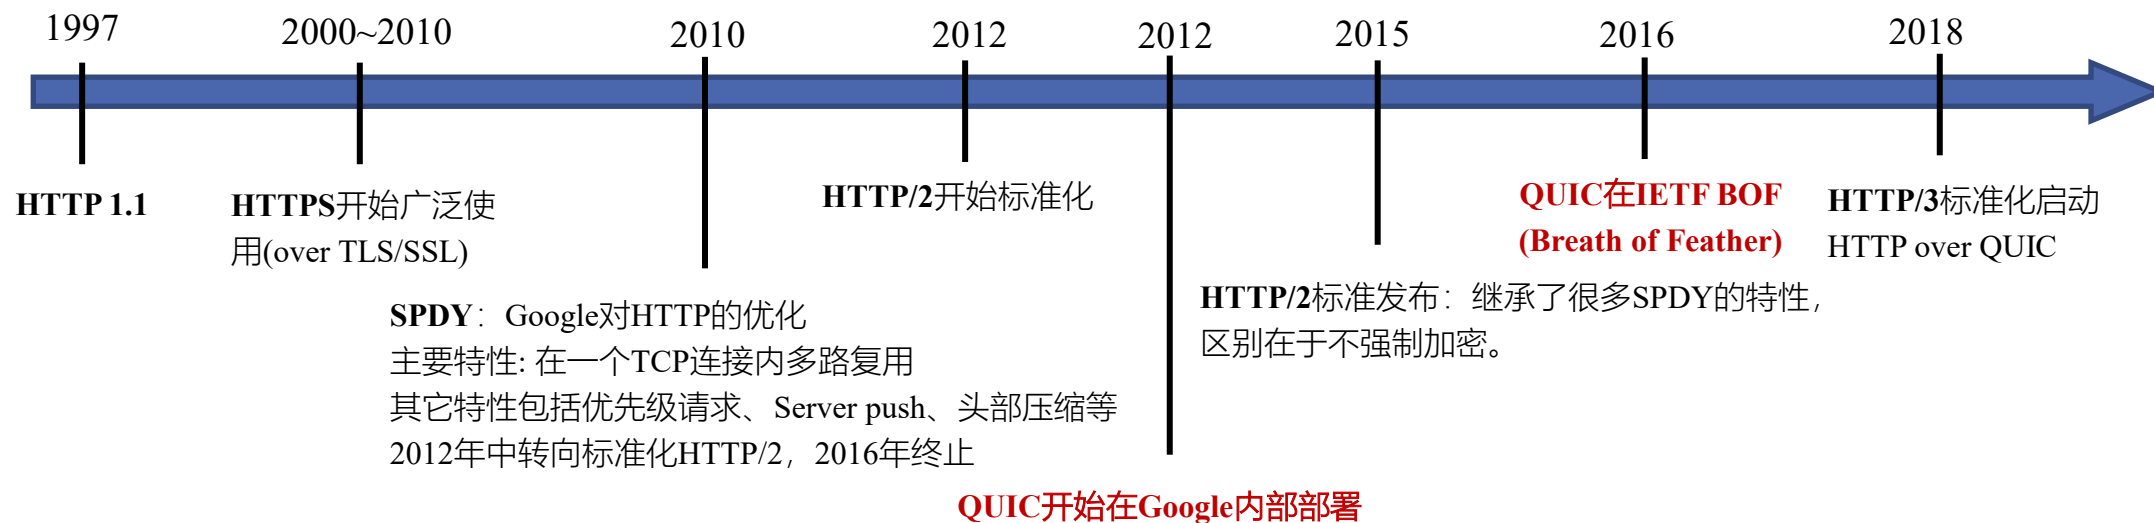 1997
2000~2010
2010
2012
2012
2015
2016
2018
HTTP 1.1
HTTPS开始广泛使
用(over TLS/SSL)
SPDY：Google对HTTP的优化
主要特性: 在一个TCP连接内多路复用
其它特性包括优先级请求、Server push、头部压缩等
2012年中转向标准化HTTP/2，2016年终止
HTTP/2开始标准化
QUIC开始在Google内部部署
HTTP/2标准发布：继承了很多SPDY的特性，
区别在于不强制加密。
QUIC在IETF BOF
(Breath of Feather)
HTTP/3标准化启动
HTTP over QUIC